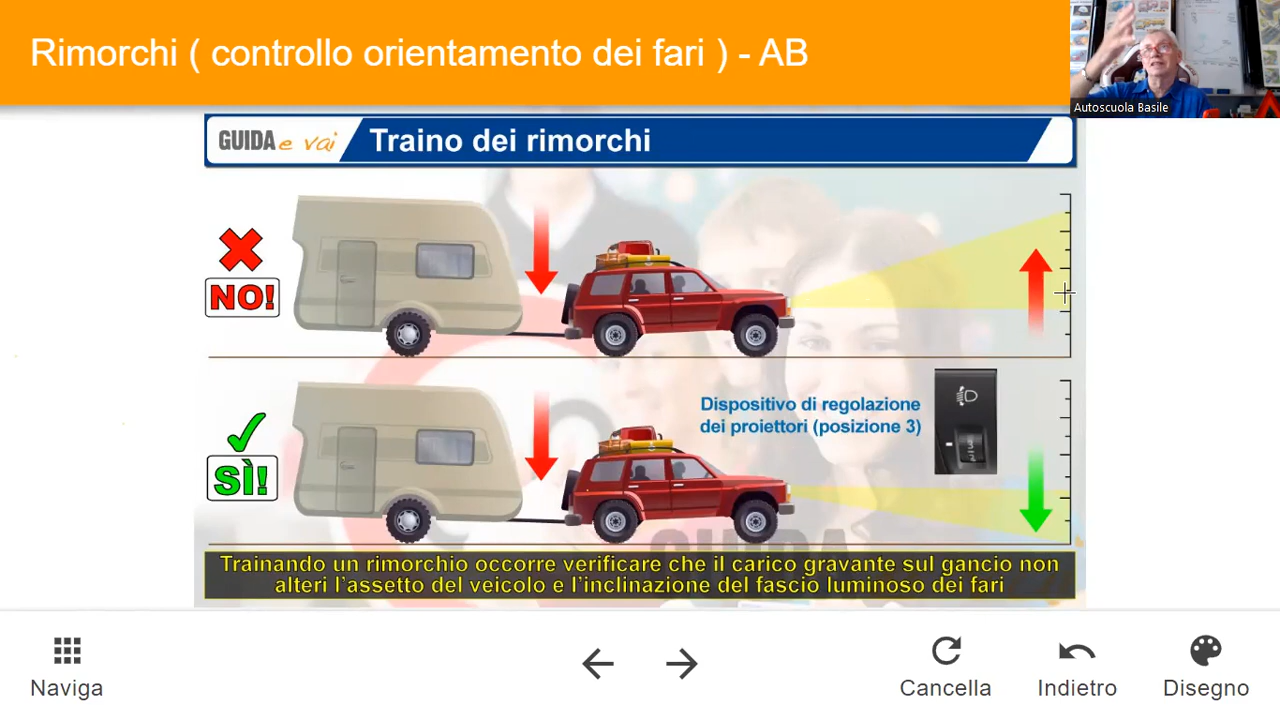 Rimorchi ( controllo orientamento dei fari ) - AB
Autoscuola Basile
GUIDA e vai
Traino dei rimorchi
NO!
Dispositivo di regolazione
dei proiettori (posizione 3)
SÌ!
Trainando un rimorchio occorre verificare che il carico gravante sul gancio non
alteri l'assetto del veicolo e l'inclinazione del fascio luminoso dei fari
Naviga
Cancella
Indietro
Disegno